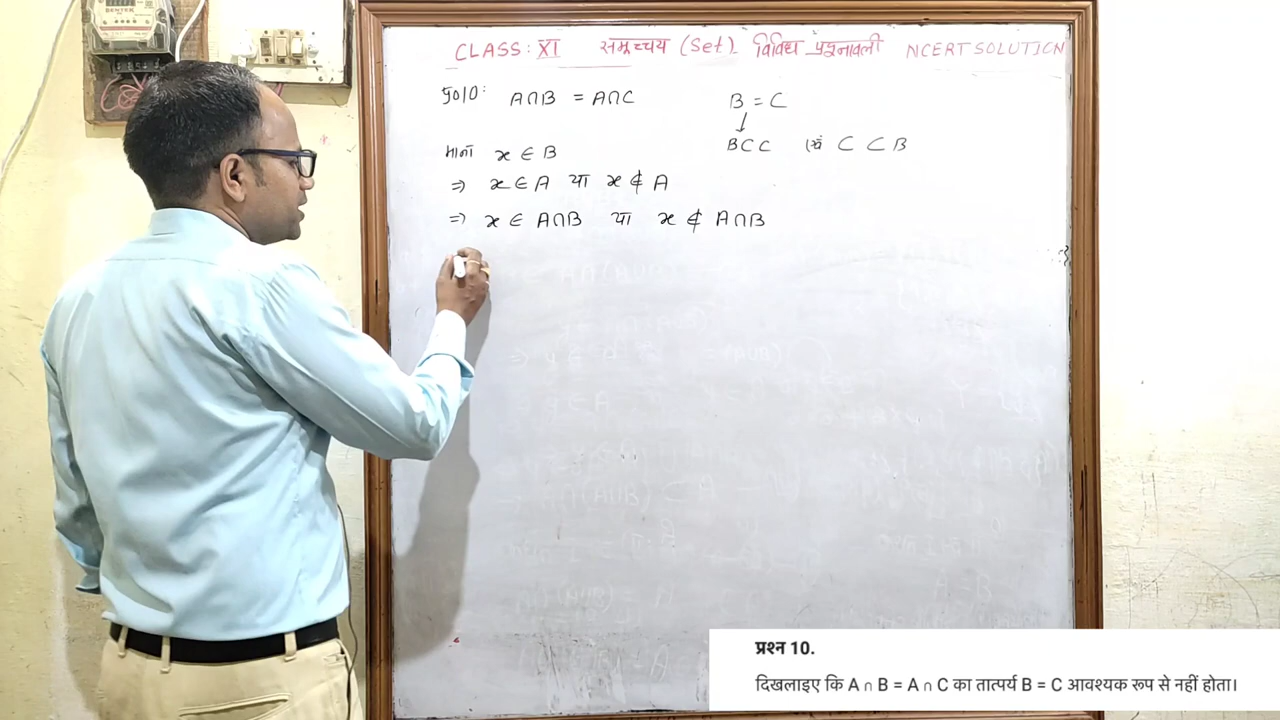 GENTEK
CLASS: XI समूच्चय (Set) विविध प्रश्नावली NCERT SOLUTION
प्र010: A∩B = A∩C B = C
↓
B⊂C एवं C⊂B
माना x ∈ B
⇒ x ∈ A या x ∉ A
⇒ x ∈ A∩B या x ∉ A∩B
प्रश्न 10.
दिखलाइए कि A ∩ B = A ∩ C का तात्पर्य B = C आवश्यक रूप से नहीं होता।